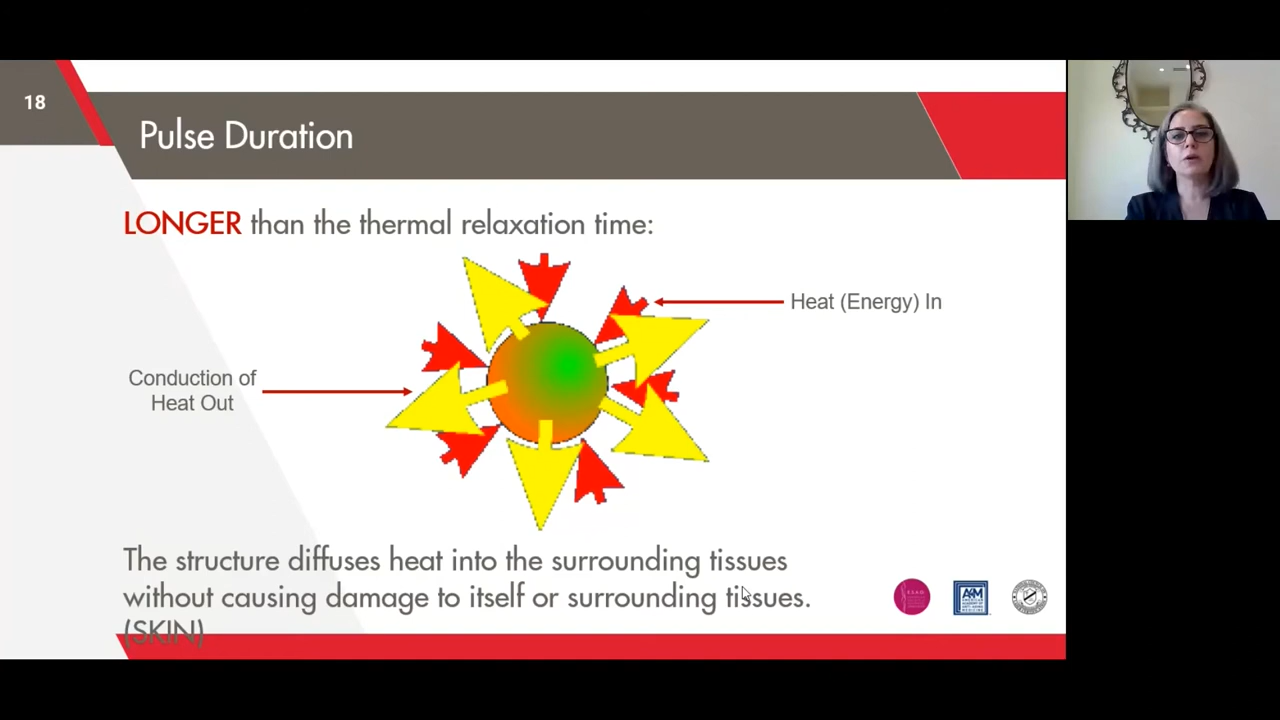 18
Pulse Duration
LONGER than the thermal relaxation time:
Heat (Energy) In
Conduction of
Heat Out
The structure diffuses heat into the surrounding tissues
without causing damage to itself or surrounding tissues.
(SKIN)